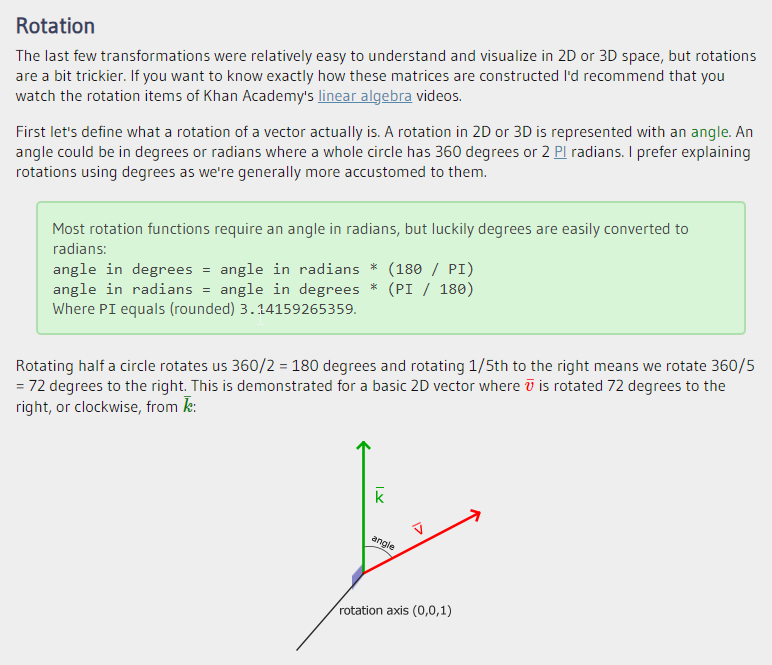 Rotation
The last few transformations were relatively easy to understand and visualize in 2D or 3D space, but rotations
are a bit trickier. If you want to know exactly how these matrices are constructed I'd recommend that you
watch the rotation items of Khan Academy's linear algebra videos.
First let's define what a rotation of a vector actually is. A rotation in 2D or 3D is represented with an angle. An
angle could be in degrees or radians where a whole circle has 360 degrees or 2 PI radians. I prefer explaining
rotations using degrees as we're generally more accustomed to them.
Most rotation functions require an angle in radians, but luckily degrees are easily converted to
radians:
angle in degrees = angle in radians * (180 / PI)
angle in radians = angle in degrees * (PI / 180)
Where PI equals (rounded) 3.14159265359.
Rotating half a circle rotates us 360/2 = 180 degrees and rotating 1/5th to the right means we rotate 360/5
= 72 degrees to the right. This is demonstrated for a basic 2D vector where v̄ is rotated 72 degrees to the
right, or clockwise, from k̄:
k̄
v̄
angle
rotation axis (0,0,1)